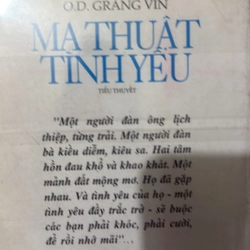 O.D. GRANG VIN
MA THUẬT
TÌNH YÊU
TIỂU THUYẾT
"Một người đàn ông lịch
thiệp, từng trải. Một người đàn
bà kiều diễm, kiêu sa. Hai tâm
hồn đau khổ và khao khát. Một
mảnh đất mộng mơ. Họ đã gặp
nhau. Và tình yêu của họ - một
tình yêu đầy trắc trở - sẽ buộc
các bạn phải khóc, phải cười,
để rồi nhớ mãi"...